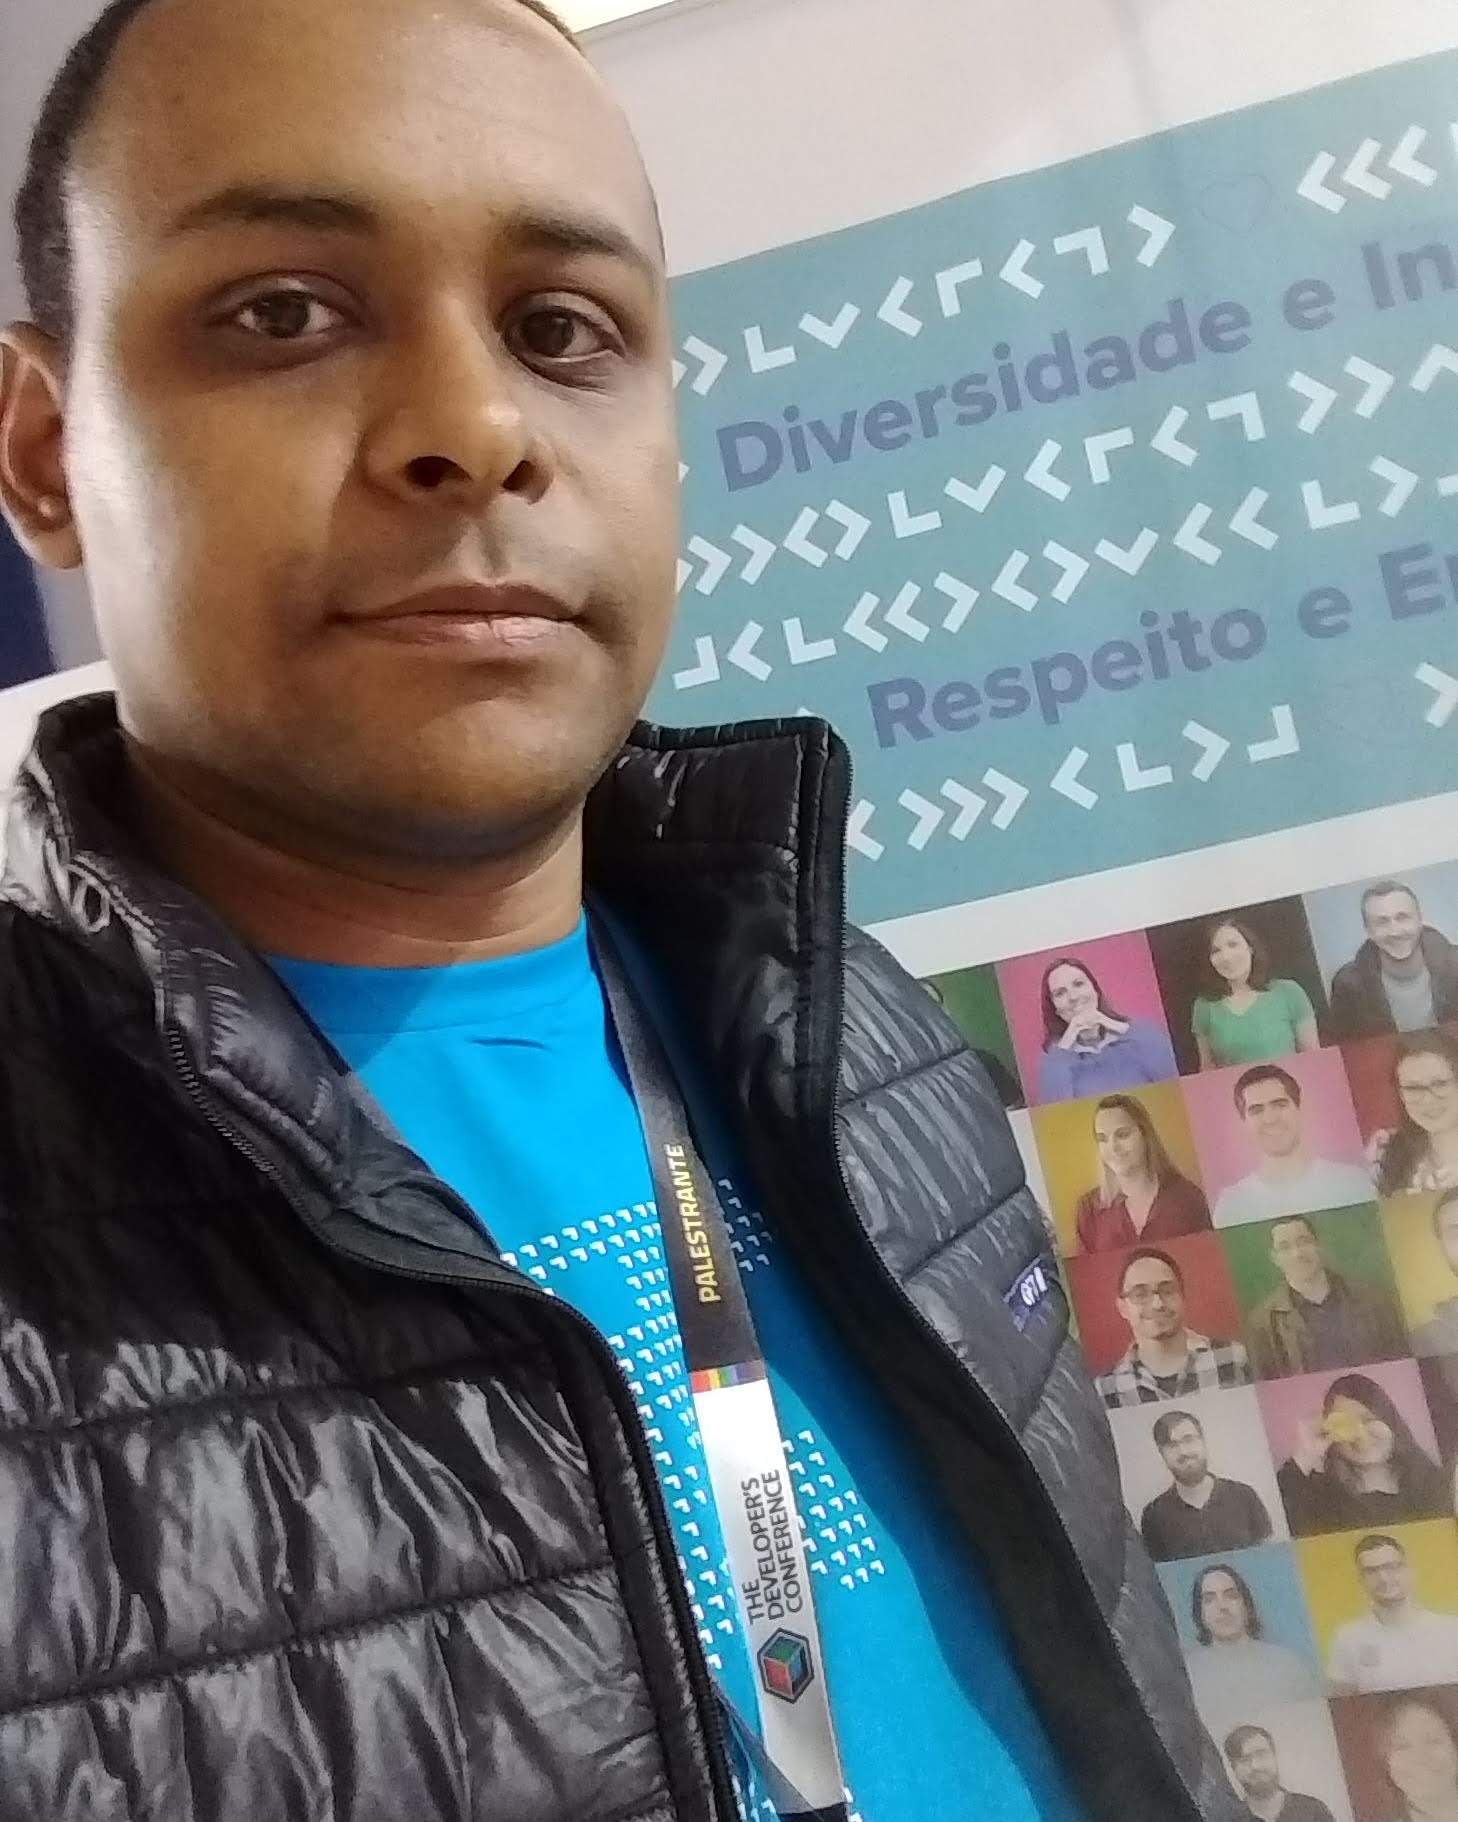 Diversidade e In
Respeito e E
PALESTRANTE
THE
DEVELOPER'S
CONFERENCE